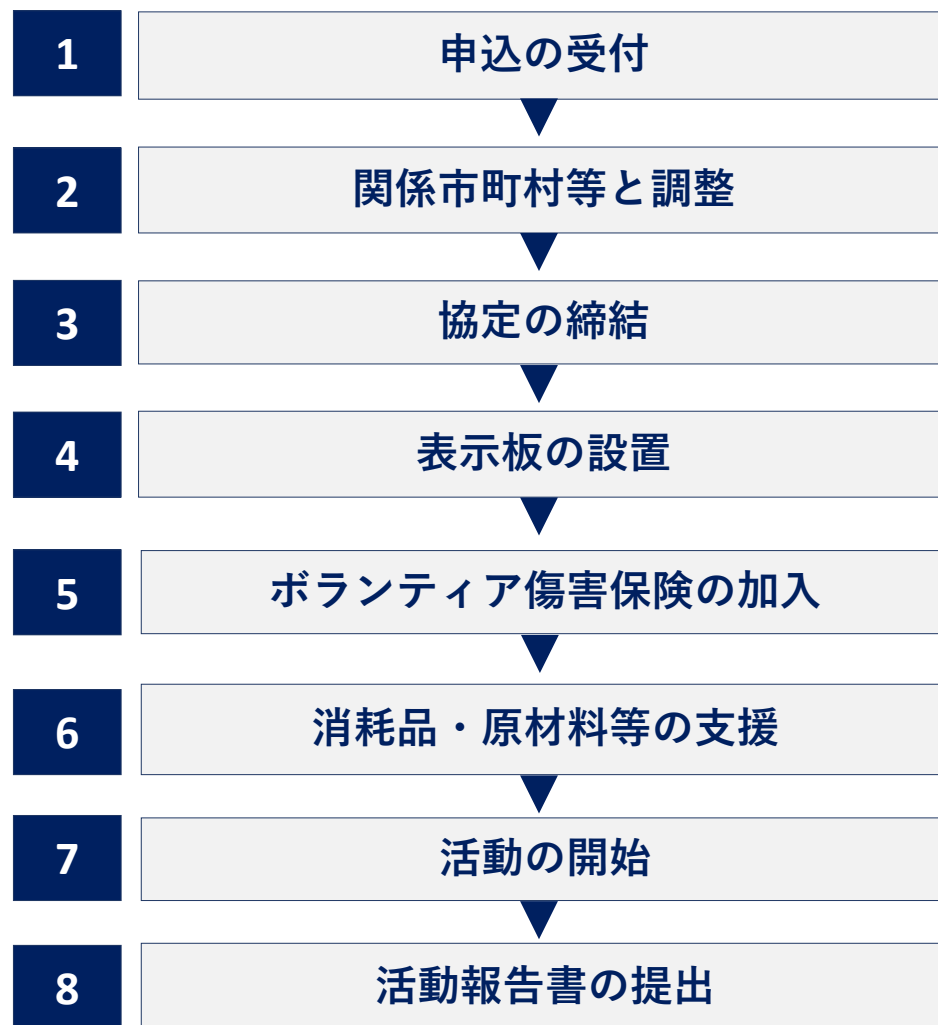 1 申込の受付
2 関係市町村等と調整
3 協定の締結
4 表示板の設置
5 ボランティア傷害保険の加入
6 消耗品・原材料等の支援
7 活動の開始
8 活動報告書の提出